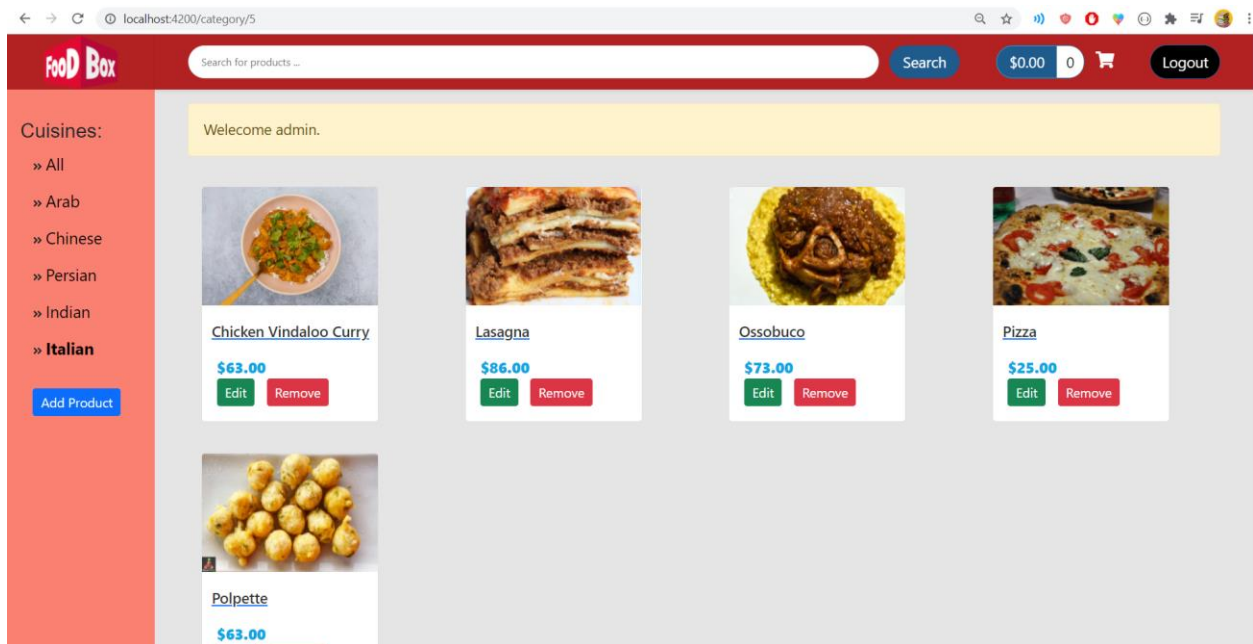 localhost:4200/category/5
FooD Box
Search for products ...
Search
$0.00 0
Logout
Cuisines:
» All
» Arab
» Chinese
» Persian
» Indian
» Italian
Add Product
Welecome admin.
Chicken Vindaloo Curry
$63.00
Edit Remove
Lasagna
$86.00
Edit Remove
Ossobuco
$73.00
Edit Remove
Pizza
$25.00
Edit Remove
Polpette
$63.00